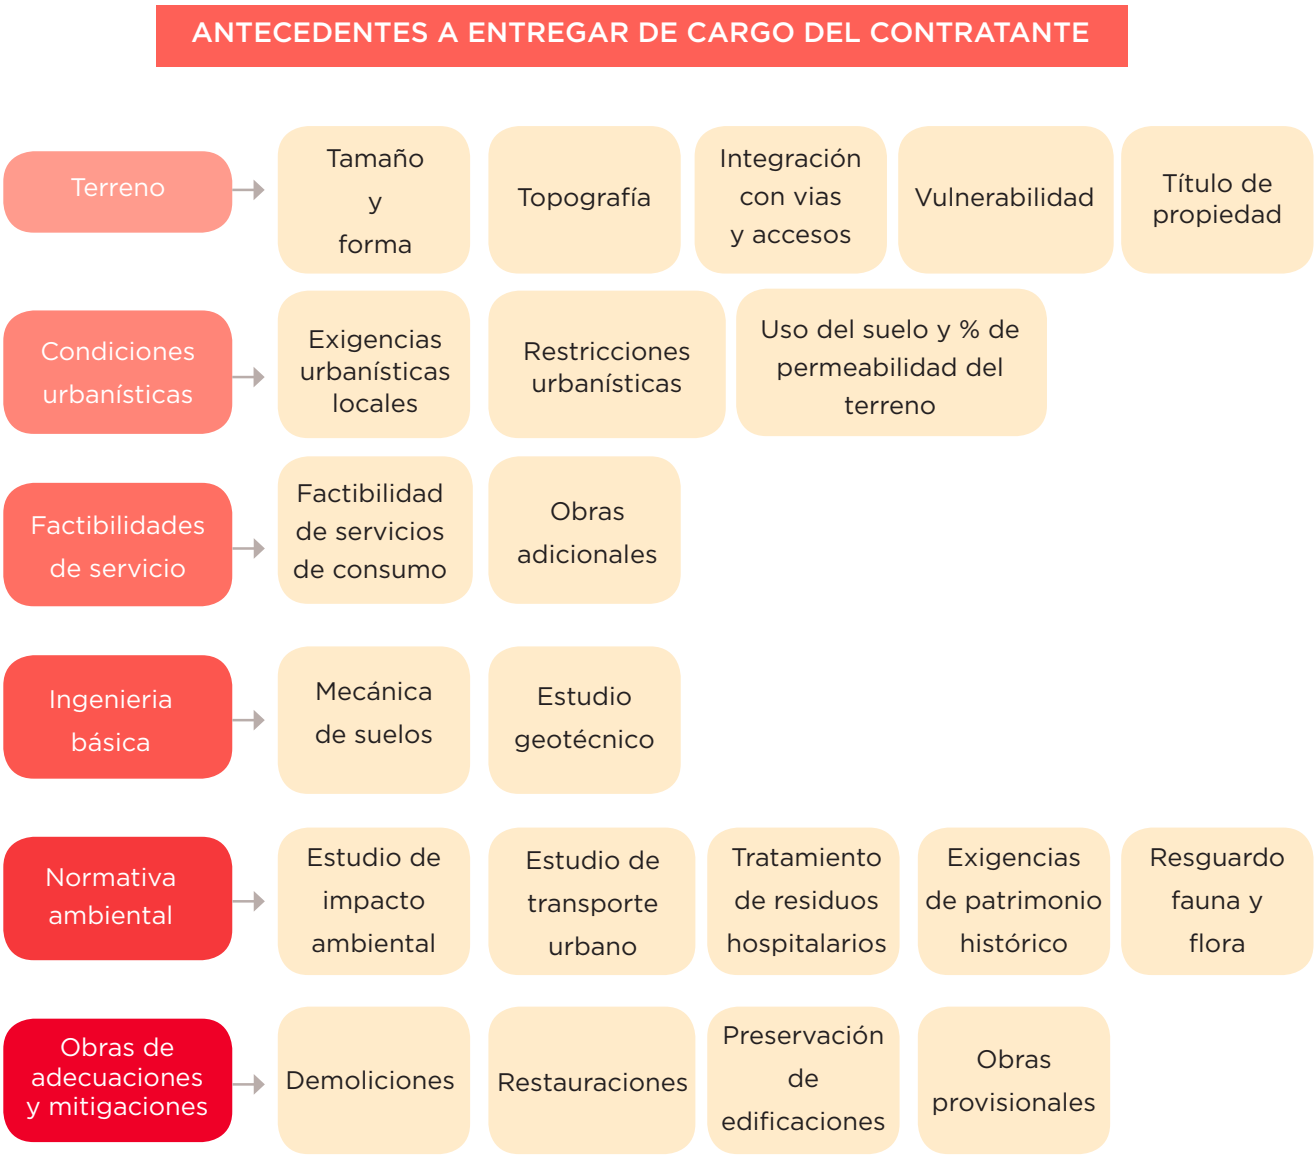 ANTECEDENTES A ENTREGAR DE CARGO DEL CONTRATANTE
Terreno
Tamaño
y
forma
Topografía
Integración
con vias
y accesos
Vulnerabilidad
Título de
propiedad
Condiciones
urbanísticas
Exigencias
urbanísticas
locales
Restricciones
urbanísticas
Uso del suelo y % de
permeabilidad del
terreno
Factibilidades
de servicio
Factibilidad
de servicios
de consumo
Obras
adicionales
Ingenieria
básica
Mecánica
de suelos
Estudio
geotécnico
Normativa
ambiental
Estudio de
impacto
ambiental
Estudio de
transporte
urbano
Tratamiento
de residuos
hospitalarios
Exigencias
de patrimonio
histórico
Resguardo
fauna y
flora
Obras de
adecuaciones
y mitigaciones
Demoliciones
Restauraciones
Preservación
de
edificaciones
Obras
provisionales